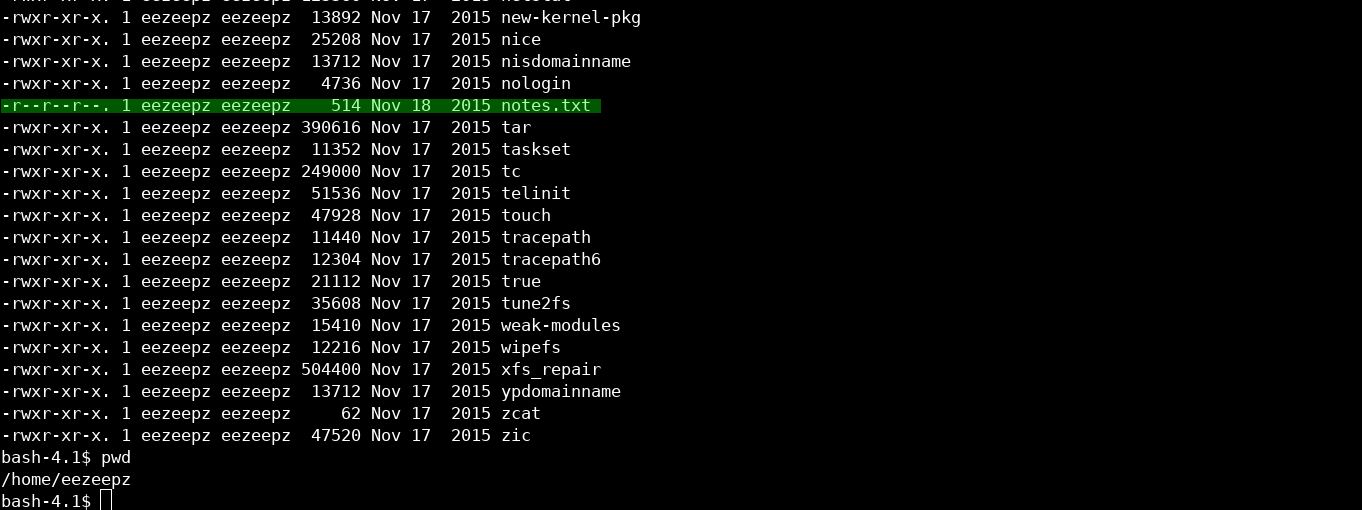 -rwxr-xr-x. 1 eezeepz eezeepz  13892 Nov 17  2015 new-kernel-pkg
-rwxr-xr-x. 1 eezeepz eezeepz  25208 Nov 17  2015 nice
-rwxr-xr-x. 1 eezeepz eezeepz  13712 Nov 17  2015 nisdomainname
-rwxr-xr-x. 1 eezeepz eezeepz   4736 Nov 17  2015 nologin
-r--r--r--. 1 eezeepz eezeepz    514 Nov 18  2015 notes.txt
-rwxr-xr-x. 1 eezeepz eezeepz 390616 Nov 17  2015 tar
-rwxr-xr-x. 1 eezeepz eezeepz  11352 Nov 17  2015 taskset
-rwxr-xr-x. 1 eezeepz eezeepz 249000 Nov 17  2015 tc
-rwxr-xr-x. 1 eezeepz eezeepz  51536 Nov 17  2015 telinit
-rwxr-xr-x. 1 eezeepz eezeepz  47928 Nov 17  2015 touch
-rwxr-xr-x. 1 eezeepz eezeepz  11440 Nov 17  2015 tracepath
-rwxr-xr-x. 1 eezeepz eezeepz  12304 Nov 17  2015 tracepath6
-rwxr-xr-x. 1 eezeepz eezeepz  21112 Nov 17  2015 true
-rwxr-xr-x. 1 eezeepz eezeepz  35608 Nov 17  2015 tune2fs
-rwxr-xr-x. 1 eezeepz eezeepz  15410 Nov 17  2015 weak-modules
-rwxr-xr-x. 1 eezeepz eezeepz  12216 Nov 17  2015 wipefs
-rwxr-xr-x. 1 eezeepz eezeepz 504400 Nov 17  2015 xfs_repair
-rwxr-xr-x. 1 eezeepz eezeepz  13712 Nov 17  2015 ypdomainname
-rwxr-xr-x. 1 eezeepz eezeepz     62 Nov 17  2015 zcat
-rwxr-xr-x. 1 eezeepz eezeepz  47520 Nov 17  2015 zic
bash-4.1$ pwd
/home/eezeepz
bash-4.1$